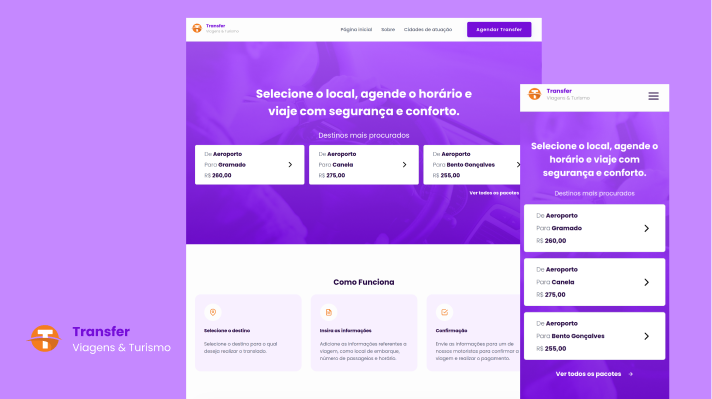 Transfer
Viagens & Turismo
Página Inicial
Sobre
Cidades de atuação
Agendar Transfer
Selecione o local, agende o horário e
viaje com segurança e conforto.
Destinos mais procurados
De Aeroporto
Para Gramado
R$ 260,00
De Aeroporto
Para Canela
R$ 275,00
De Aeroporto
Para Bento Gonçalves
R$ 255,00
Ver todos os pacotes
Como Funciona
Selecione o destino
Selecione o destino para o qual
deseja realizar o translado.
Insira as informações
Adicione as informações referentes a
viagem, como local de embarque,
número de passageios e horário.
Confirmação
Envie as informações para um de
nossos motoristas para confirmar a
viagem e realizar o pagamento.
Transfer
Viagens & Turismo
Selecione o local, agende o
horário e viaje com
segurança e conforto.
Destinos mais procurados
De Aeroporto
Para Gramado
R$ 260,00
De Aeroporto
Para Canela
R$ 275,00
De Aeroporto
Para Bento Gonçalves
R$ 255,00
Ver todos os pacotes
Transfer
Viagens & Turismo